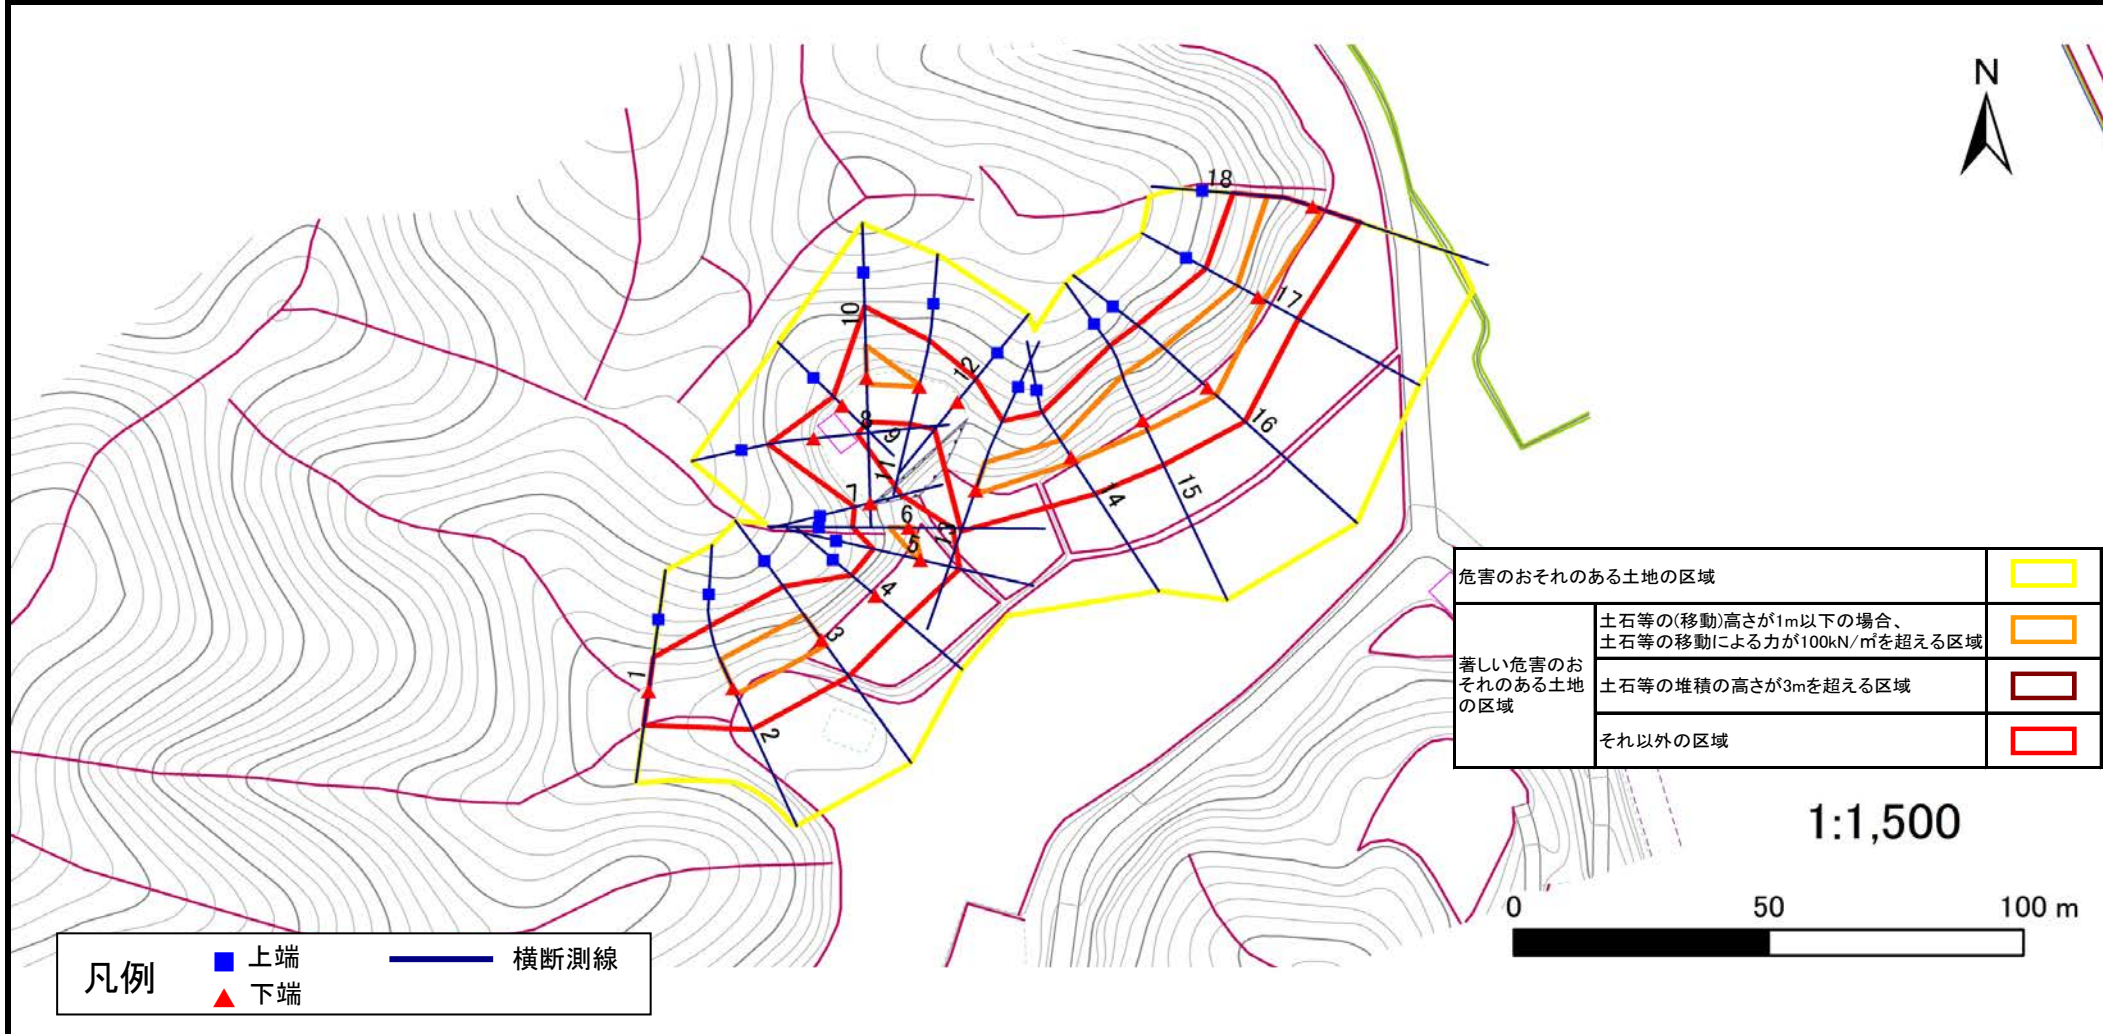 N
18
17
10
12
8
9
16
11
7
15
14
6
13
5
4
3
1
2
危害のおそれのある土地の区域
著しい危害のお
それのある土地
の区域
土石等の(移動)高さが1m以下の場合、
土石等の移動による力が100kN/㎡を超える区域
土石等の堆積の高さが3mを超える区域
それ以外の区域
1:1,500
0 50 100 m
凡例
上端
下端
横断測線